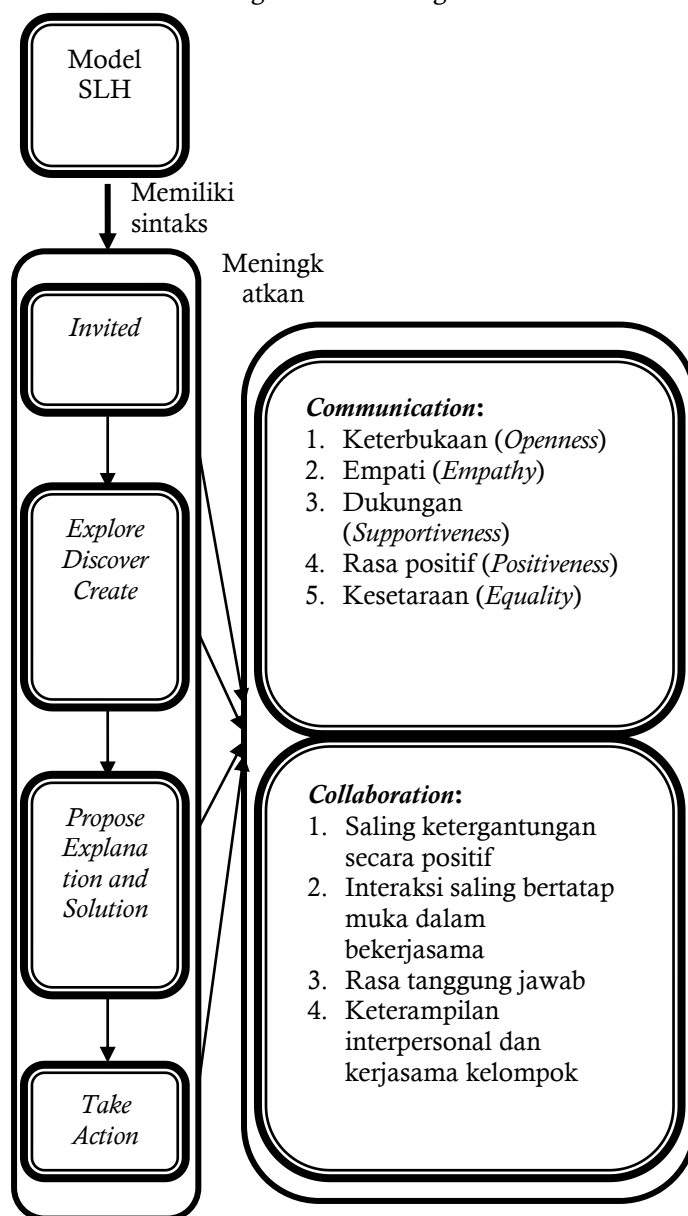 Model
SLH
Memiliki
sintaks
Meningk
atkan
Invited
Explore
Discover
Create
Propose
Explana
tion and
Solution
Take
Action
Communication:
1. Keterbukaan (Openness)
2. Empati (Empathy)
3. Dukungan
(Supportiveness)
4. Rasa positif (Positiveness)
5. Kesetaraan (Equality)
Collaboration:
1. Saling ketergantungan
secara positif
2. Interaksi saling bertatap
muka dalam
bekerjasama
3. Rasa tanggung jawab
4. Keterampilan
interpersonal dan
kerjasama kelompok